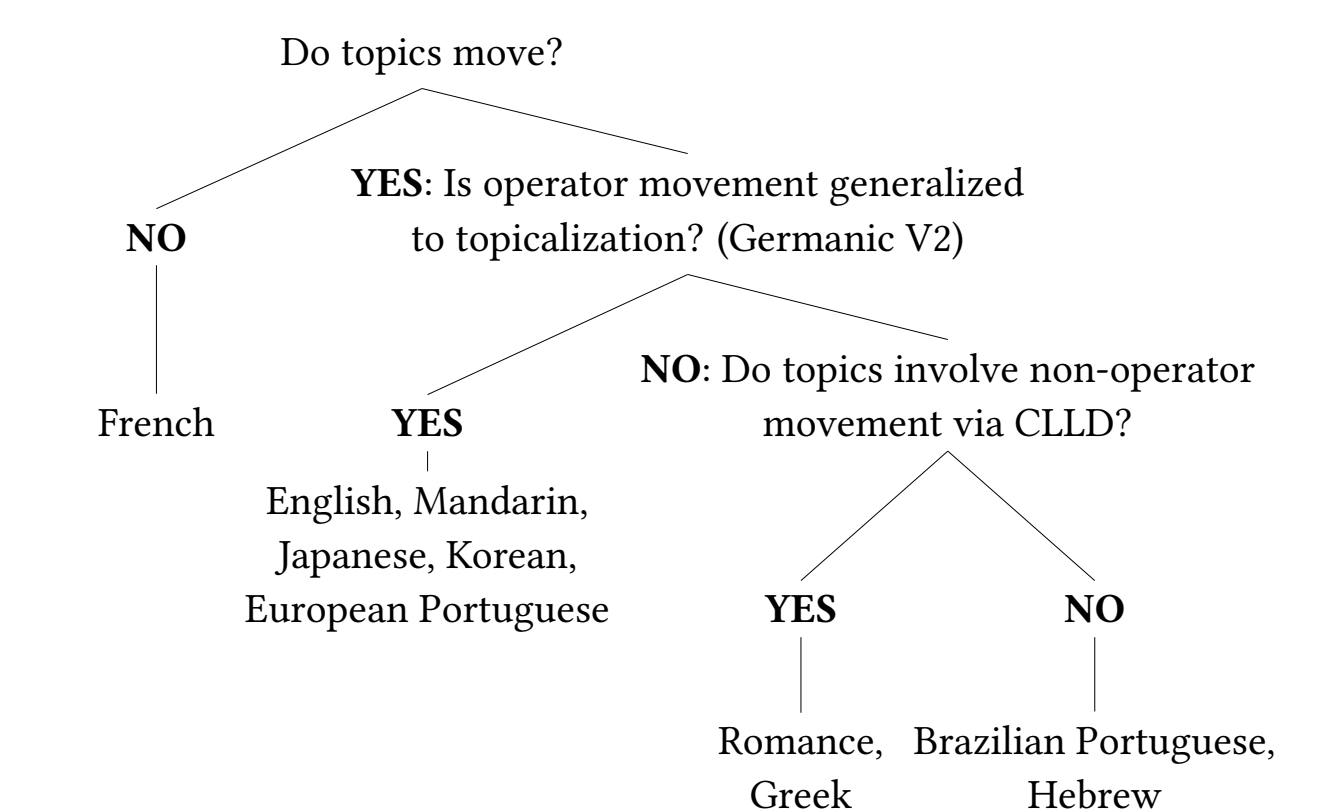 Do topics move?
YES: Is operator movement generalized
to topicalization? (Germanic V2)
NO
NO: Do topics involve non-operator
movement via CLLD?
French
YES
English, Mandarin,
Japanese, Korean,
European Portuguese
YES
NO
Romance,
Greek
Brazilian Portuguese,
Hebrew